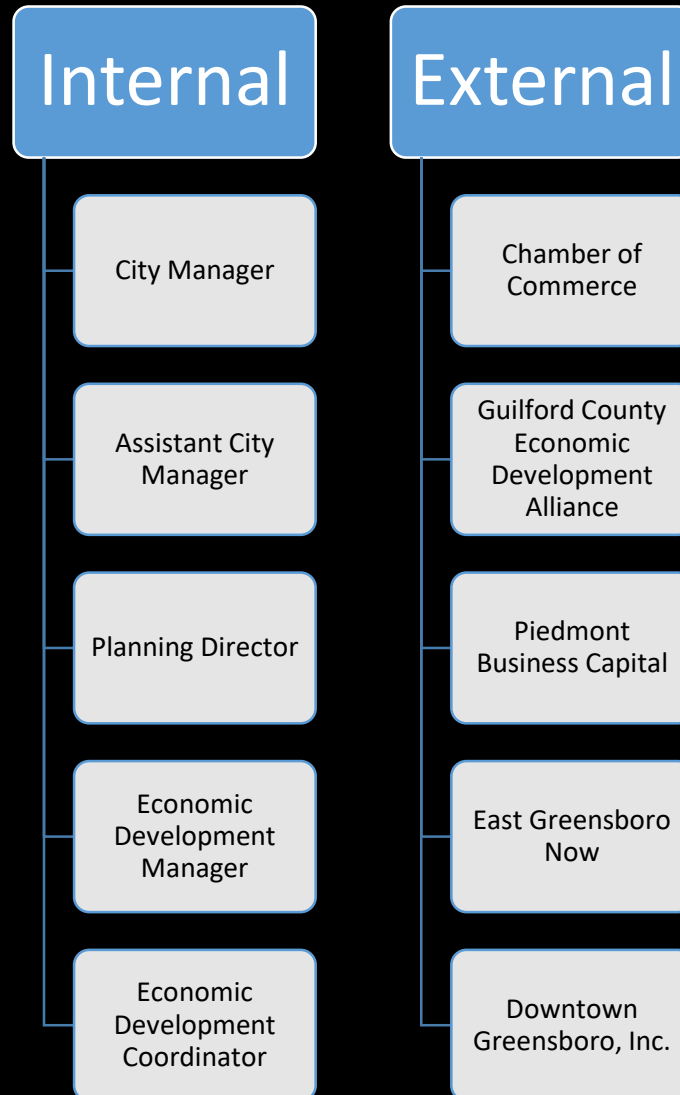 Internal
City Manager
Assistant City
Manager
Planning Director
Economic
Development
Manager
Economic
Development
Coordinator
External
Chamber of
Commerce
Guilford County
Economic
Development
Alliance
Piedmont
Business Capital
East Greensboro
Now
Downtown
Greensboro, Inc.